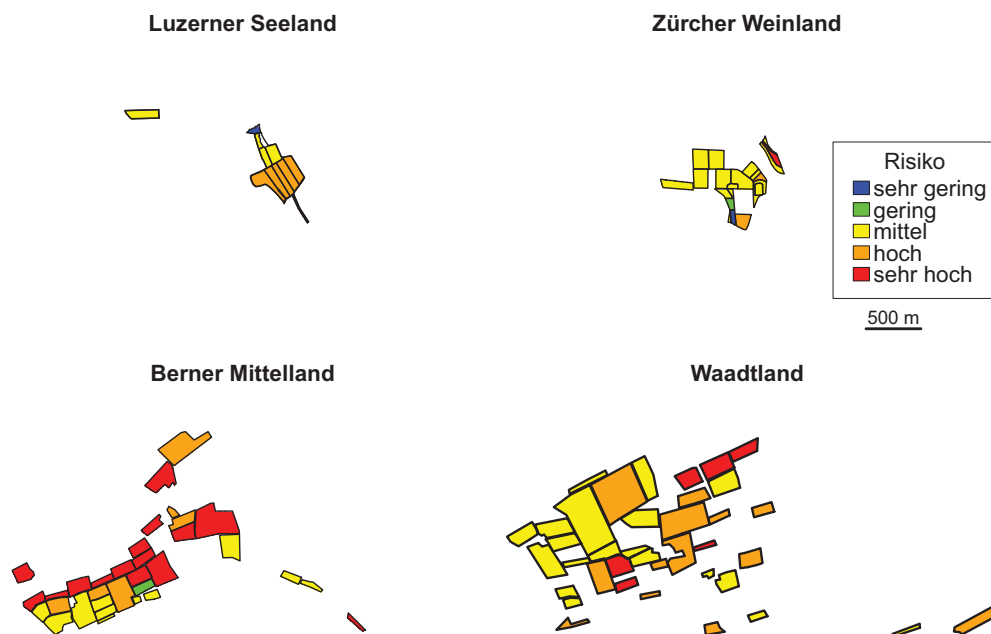 Luzerner Seeland
Zürcher Weinland
Risiko
sehr gering
gering
mittel
hoch
sehr hoch
500 m
Berner Mittelland
Waadtland